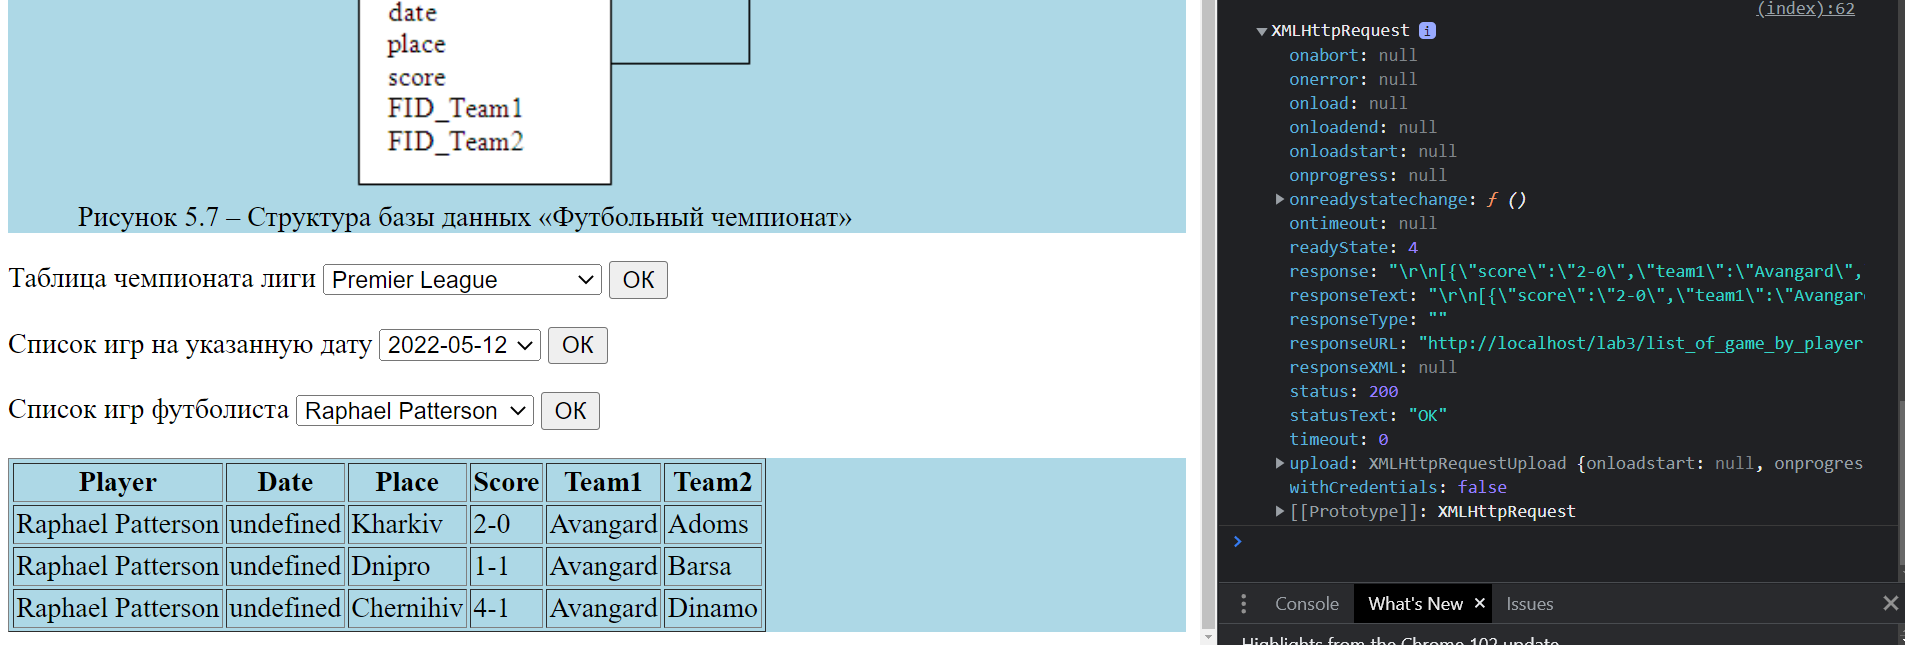 date
place
score
FID_Team1
FID_Team2
Рисунок 5.7 – Структура базы данных «Футбольный чемпионат»
Таблица чемпионата лиги Premier League ОК
Список игр на указанную дату 2022-05-12 ОК
Список игр футболиста Raphael Patterson ОК
Player Date Place Score Team1 Team2
Raphael Patterson undefined Kharkiv 2-0 Avangard Adoms
Raphael Patterson undefined Dnipro 1-1 Avangard Barsa
Raphael Patterson undefined Chernihiv 4-1 Avangard Dinamo
(index):62
XMLHttpRequest i
onabort: null
onerror: null
onload: null
onloadend: null
onloadstart: null
onprogress: null
onreadystatechange: ƒ ()
ontimeout: null
readyState: 4
response: "\r\n[{\"score\":\"2-0\",\"team1\":\"Avangard\",
responseText: "\r\n[{\"score\":\"2-0\",\"team1\":\"Avangar
responseType: ""
responseURL: "http://localhost/lab3/list_of_game_by_player
responseXML: null
status: 200
statusText: "OK"
timeout: 0
upload: XMLHttpRequestUpload {onloadstart: null, onprogres
withCredentials: false
[[Prototype]]: XMLHttpRequest
Console What's New Issues
Highlights from the Chrome 102 update